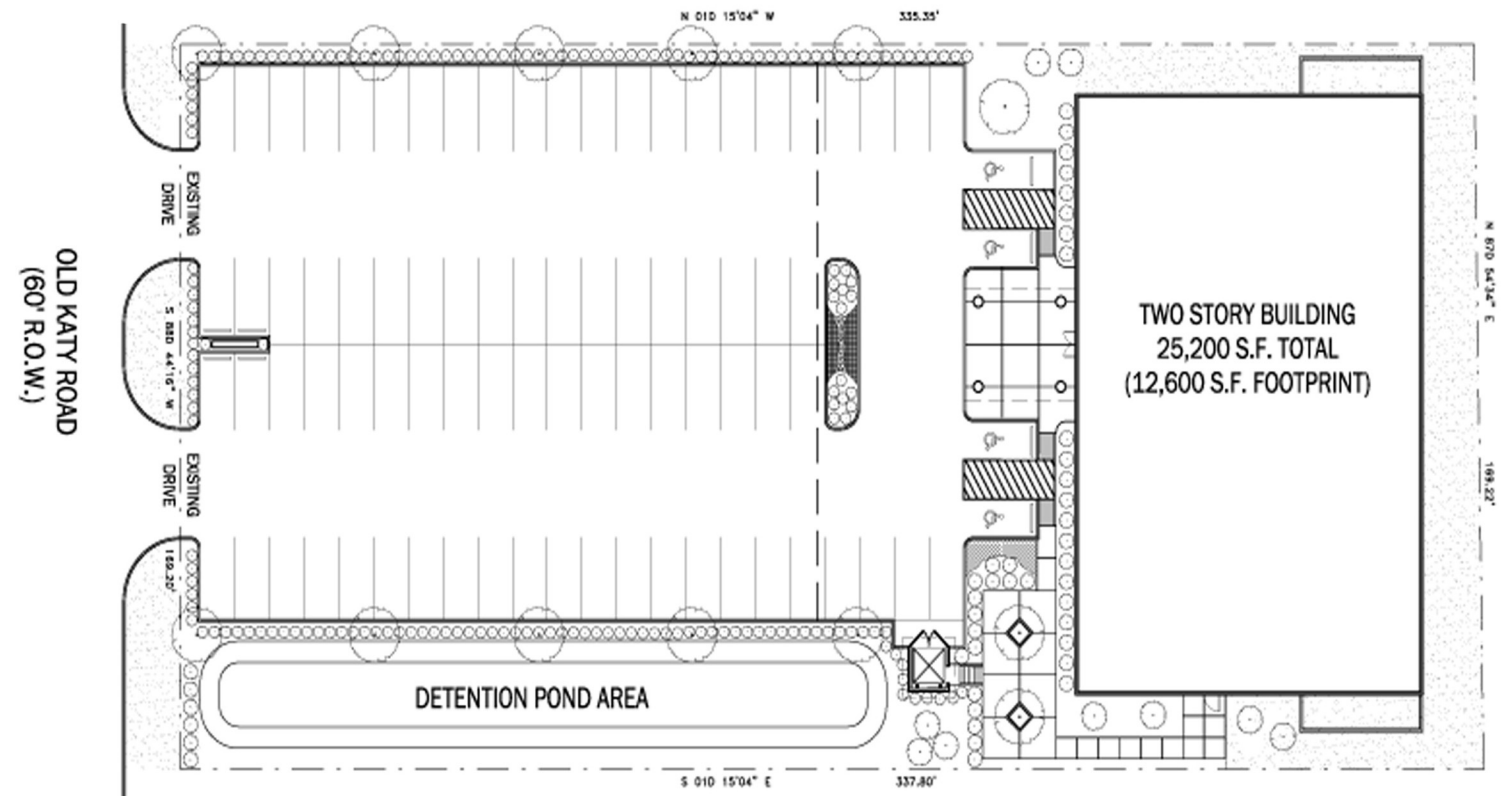 N 01D 15'04" W
335.35'
EXISTING
DRIVE
OLD KATY ROAD
(60' R.O.W.)
S 88D 44'16" W
EXISTING
DRIVE
169.20'
TWO STORY BUILDING
25,200 S.F. TOTAL
(12,600 S.F. FOOTPRINT)
N 87D 54'34" E
169.22'
DETENTION POND AREA
S 01D 15'04" E
337.80'